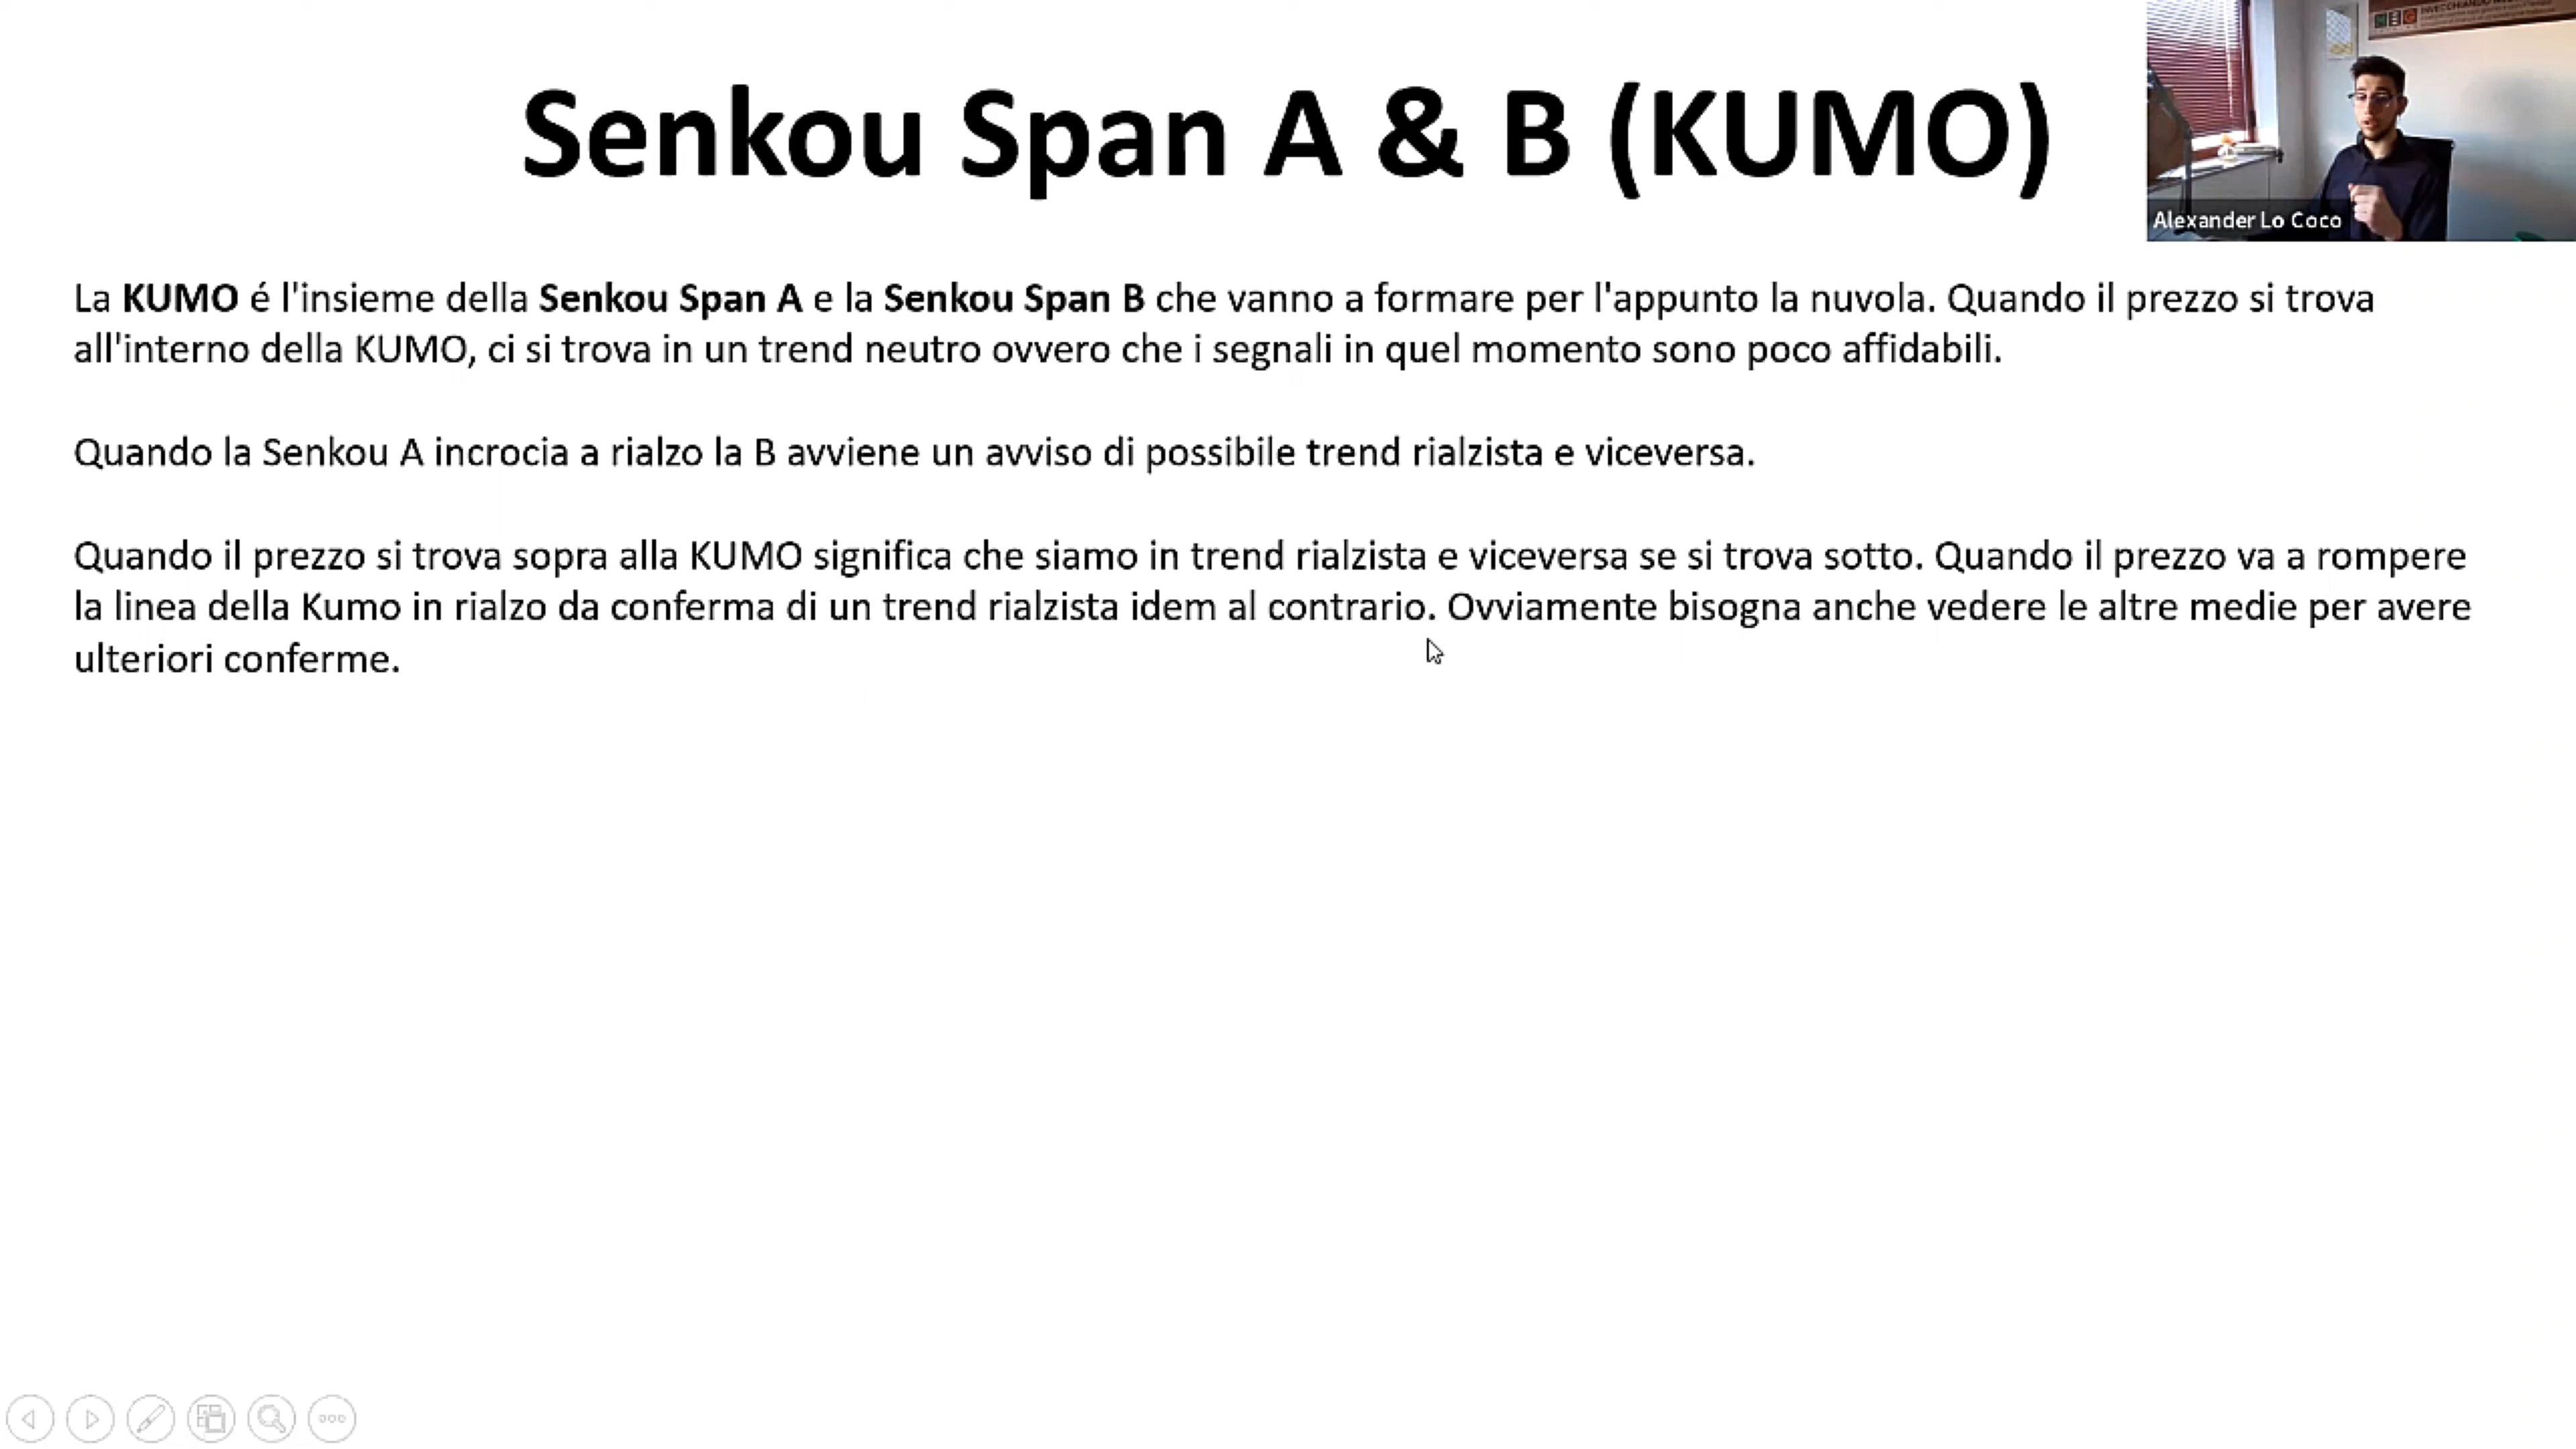 Senkou Span A & B (KUMO)
Alexander Lo Coco
La KUMO é l'insieme della Senkou Span A e la Senkou Span B che vanno a formare per l'appunto la nuvola. Quando il prezzo si trova
all'interno della KUMO, ci si trova in un trend neutro ovvero che i segnali in quel momento sono poco affidabili.
Quando la Senkou A incrocia a rialzo la B avviene un avviso di possibile trend rialzista e viceversa.
Quando il prezzo si trova sopra alla KUMO significa che siamo in trend rialzista e viceversa se si trova sotto. Quando il prezzo va a rompere
la linea della Kumo in rialzo da conferma di un trend rialzista idem al contrario. Ovviamente bisogna anche vedere le altre medie per avere
ulteriori conferme.